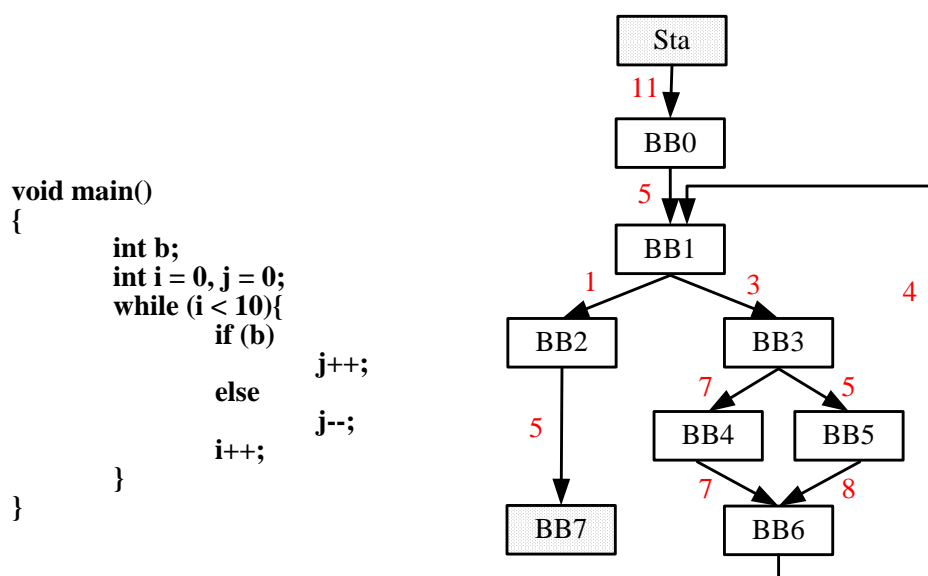 void main()
{
int b;
int i = 0, j = 0;
while (i < 10){
if (b)
j++;
else
j--;
i++;
}
}
Sta
11
BB0
5
BB1
1
3
4
BB2
BB3
7
5
5
BB4
BB5
7
8
BB7
BB6